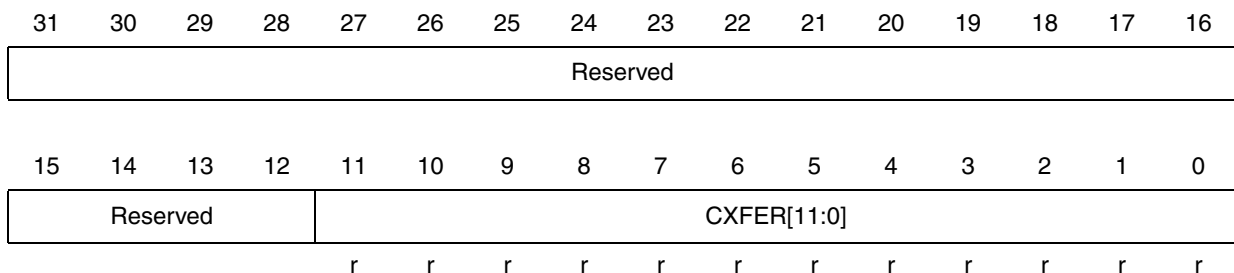 31 30 29 28 27 26 25 24 23 22 21 20 19 18 17 16
Reserved
15 14 13 12 11 10 9 8 7 6 5 4 3 2 1 0
Reserved CXFER[11:0]
r r r r r r r r r r r r